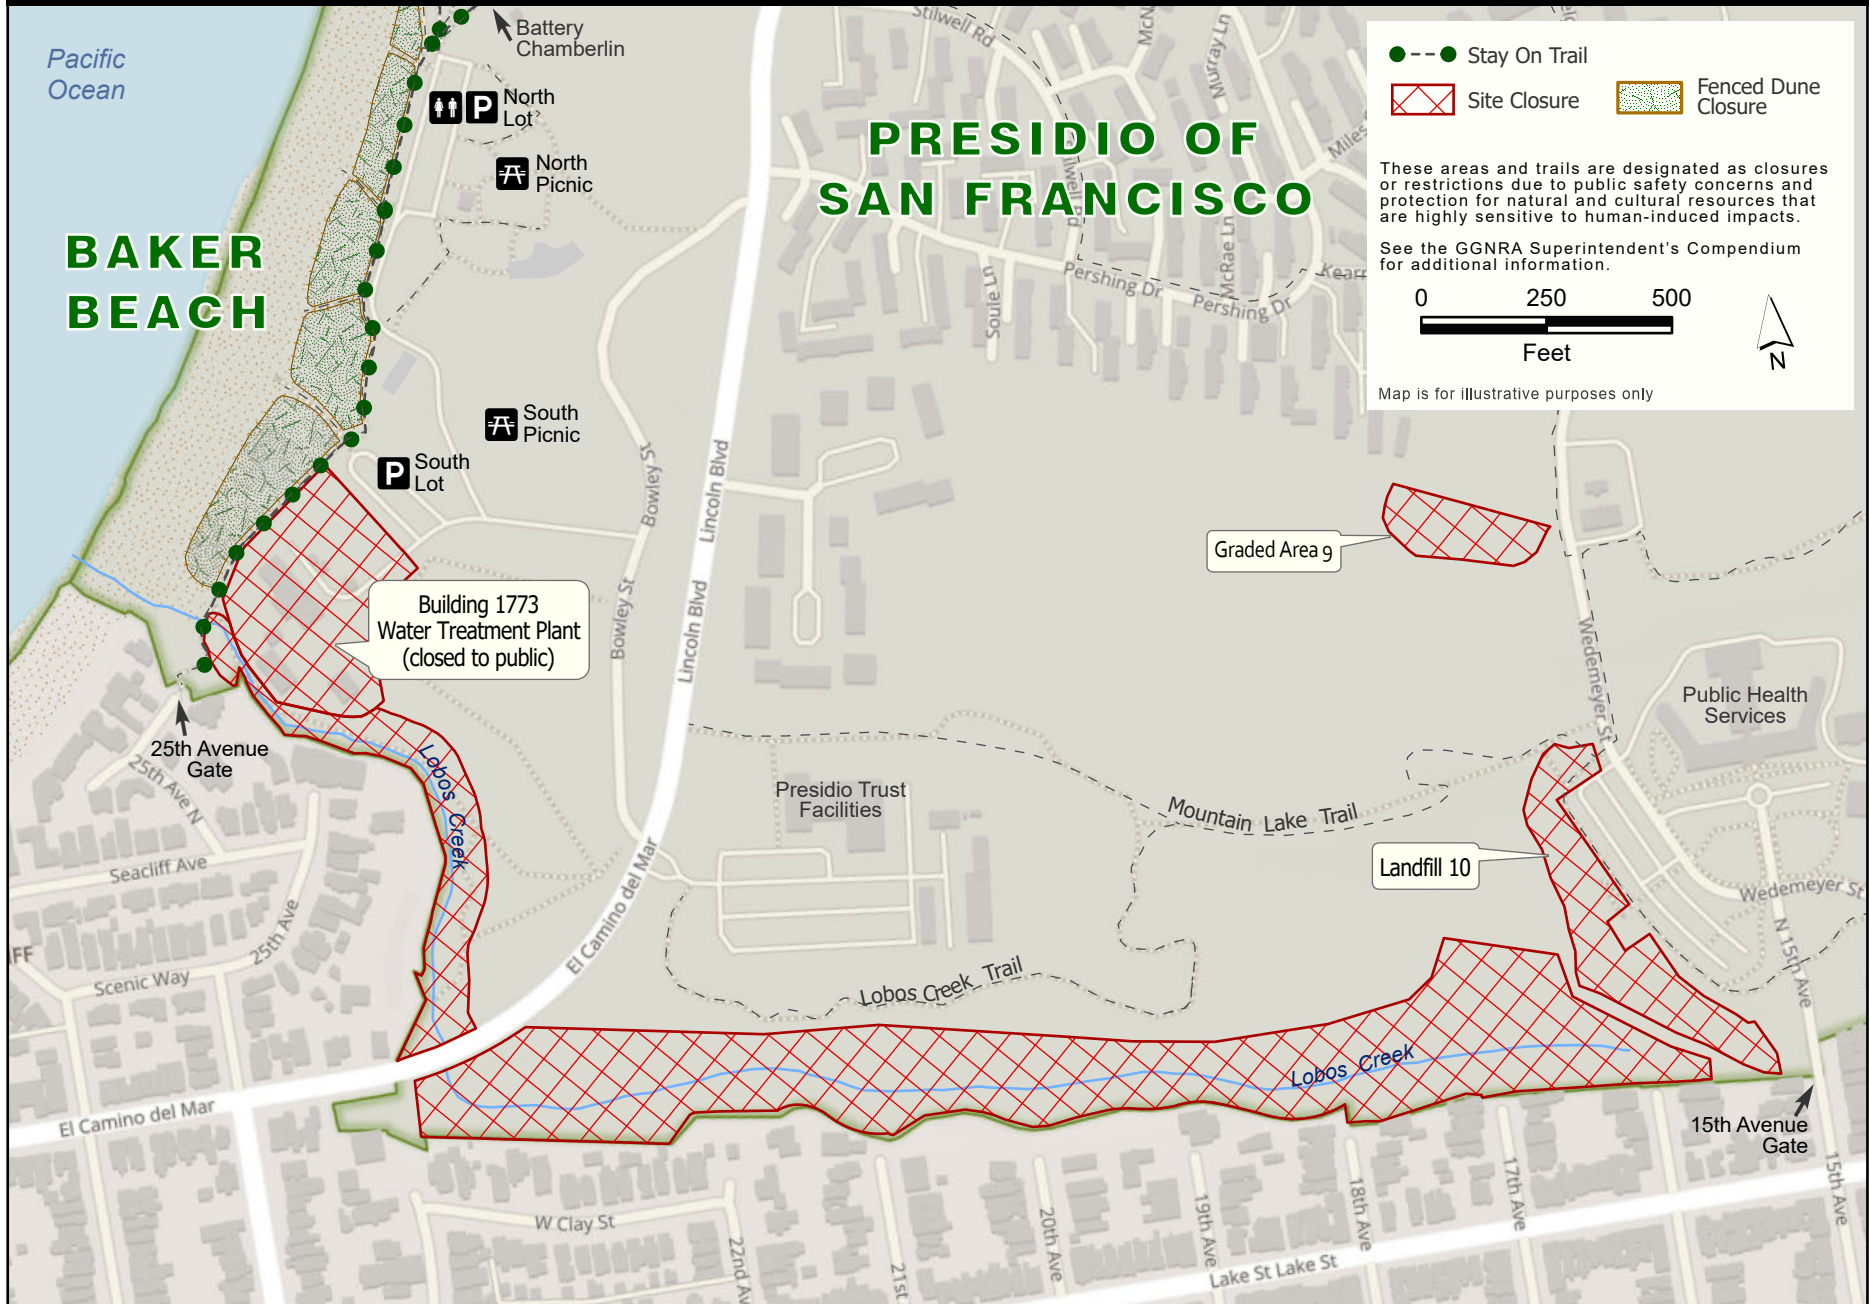 Pacific
Ocean
Battery
Chamberlin
North
Lot
North
Picnic
BAKER
BEACH
PRESIDIO OF
SAN FRANCISCO
Stilwell Rd
Murray Ln
Pershing Dr
Pershing Dr
McRae Ln
Soule Ln
Stay On Trail
Site Closure
Fenced Dune
Closure
These areas and trails are designated as closures
or restrictions due to public safety concerns and
protection for natural and cultural resources that
are highly sensitive to human-induced impacts.
See the GGNRA Superintendent's Compendium
for additional information.
0 250 500
Feet
N
Map is for illustrative purposes only
South
Picnic
P
South
Lot
P
Bowley St
Bowley St
Lincoln Blvd
Lincoln Blvd
Graded Area 9
Building 1773
Water Treatment Plant
(closed to public)
Wedemeyer St
Public Health
Services
25th Avenue
Gate
25th Ave N
Lobos Creek
Presidio Trust
Facilities
Mountain Lake Trail
Landfill 10
Seacliff Ave
25th Ave
Scenic Way
IFF
El Camino del Mar
Lobos Creek Trail
Wedemeyer St
N 15th Ave
Lobos Creek
El Camino del Mar
15th Avenue
Gate
W Clay St
22nd Av
21st
20th Ave
19th Ave
18th Ave
17th Ave
15th Ave
Lake St Lake St